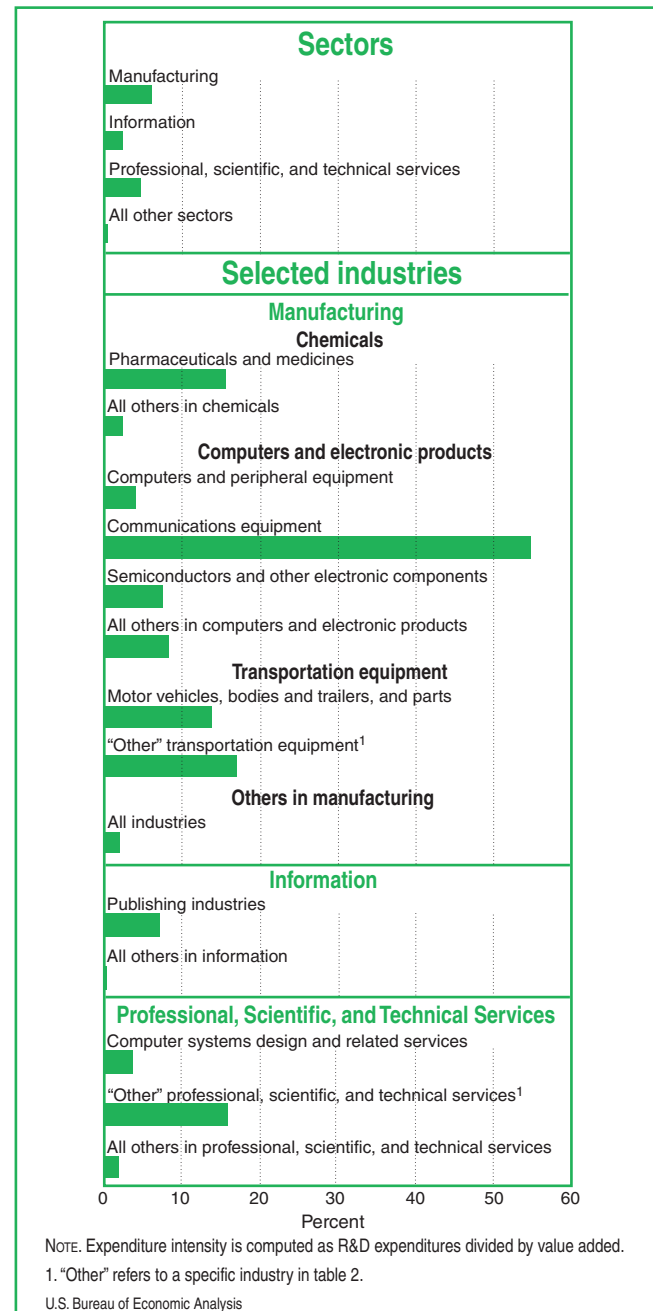 Sectors
Manufacturing
Information
Professional, scientific, and technical services
All other sectors
Selected industries
Manufacturing
Chemicals
Pharmaceuticals and medicines
All others in chemicals
Computers and electronic products
Computers and peripheral equipment
Communications equipment
Semiconductors and other electronic components
All others in computers and electronic products
Transportation equipment
Motor vehicles, bodies and trailers, and parts
“Other” transportation equipment¹
Others in manufacturing
All industries
Information
Publishing industries
All others in information
Professional, Scientific, and Technical Services
Computer systems design and related services
“Other” professional, scientific, and technical services¹
All others in professional, scientific, and technical services
0 10 20 30 40 50 60
Percent
NOTE. Expenditure intensity is computed as R&D expenditures divided by value added.
1. “Other” refers to a specific industry in table 2.
U.S. Bureau of Economic Analysis